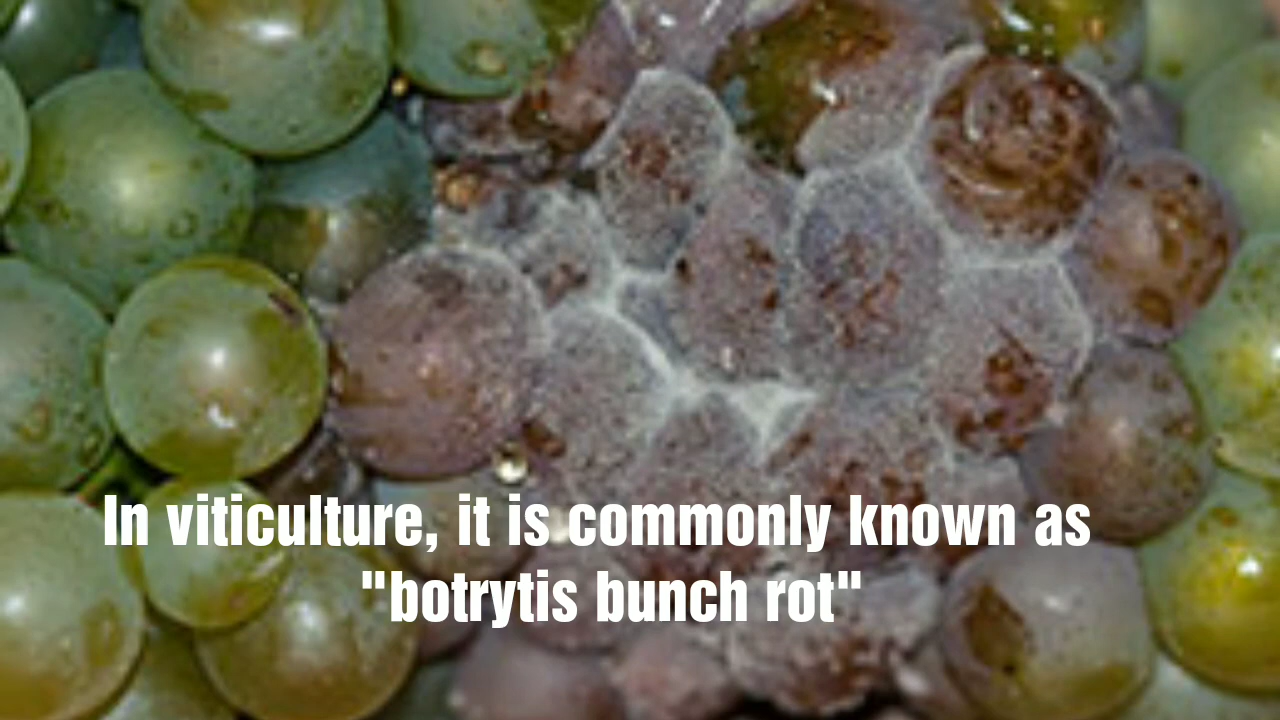 In viticulture, it is commonly known as
"botrytis bunch rot"